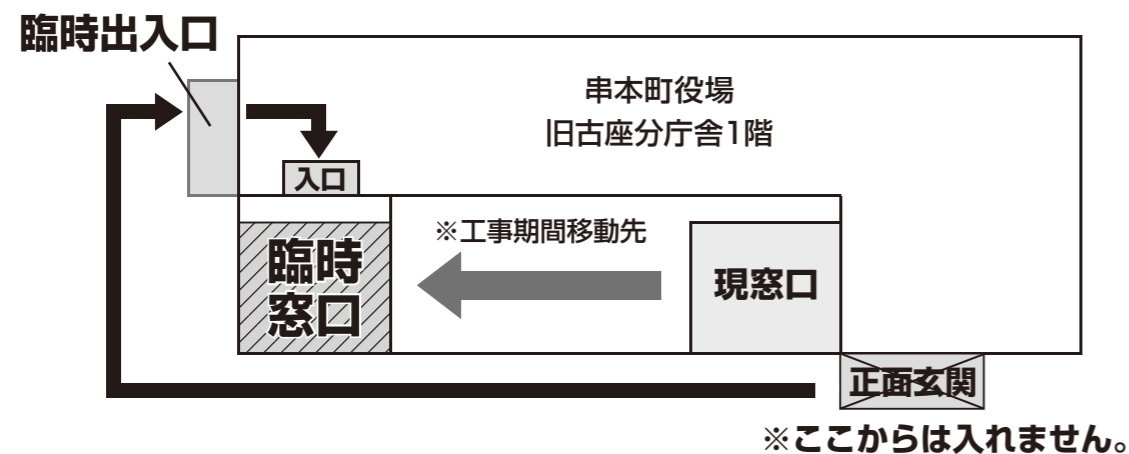 臨時出入口
串本町役場
旧古座分庁舎1階
入口
※工事期間移動先
臨時
窓口
現窓口
正面玄関
※ここからは入れません。